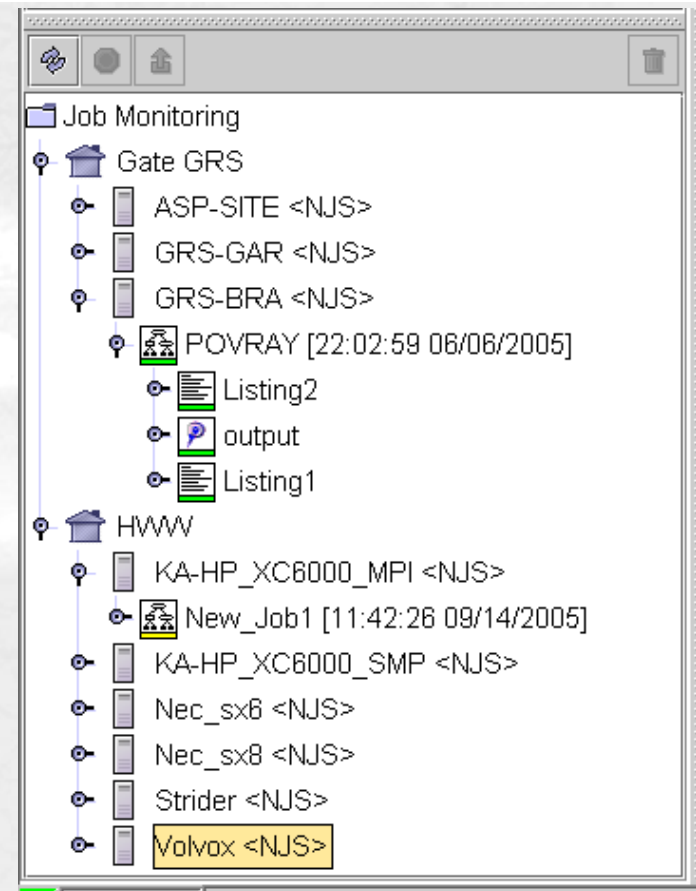 Job Monitoring
Gate GRS
ASP-SITE <NJS>
GRS-GAR <NJS>
GRS-BRA <NJS>
POVRAY [22:02:59 06/06/2005]
Listing2
output
Listing1
HWW
KA-HP_XC6000_MPI <NJS>
New_Job1 [11:42:26 09/14/2005]
KA-HP_XC6000_SMP <NJS>
Nec_sx6 <NJS>
Nec_sx8 <NJS>
Strider <NJS>
Volvox <NJS>